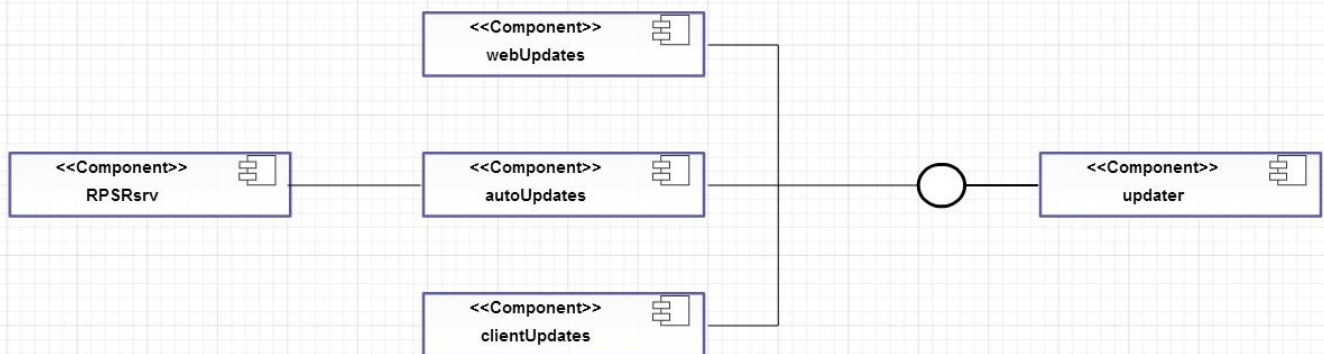 <<Component>>
webUpdates
<<Component>>
RPSRsrv
<<Component>>
autoUpdates
<<Component>>
updater
<<Component>>
clientUpdates